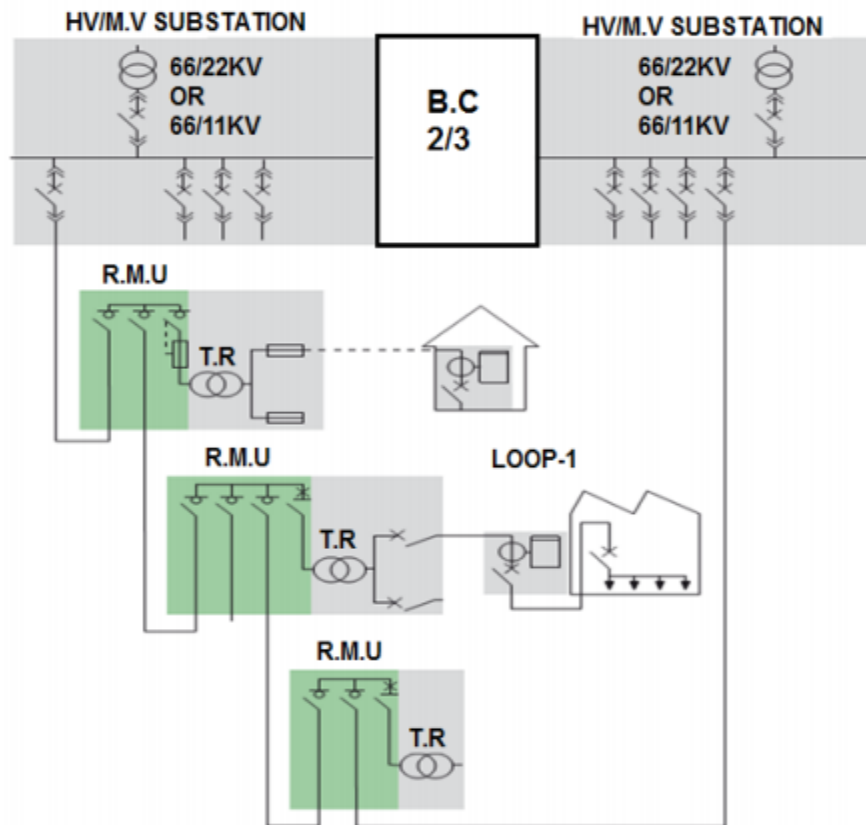 HV/M.V SUBSTATION
HV/M.V SUBSTATION
66/22KV
OR
66/11KV
B.C
2/3
66/22KV
OR
66/11KV
R.M.U
T.R
R.M.U
LOOP-1
T.R
R.M.U
T.R